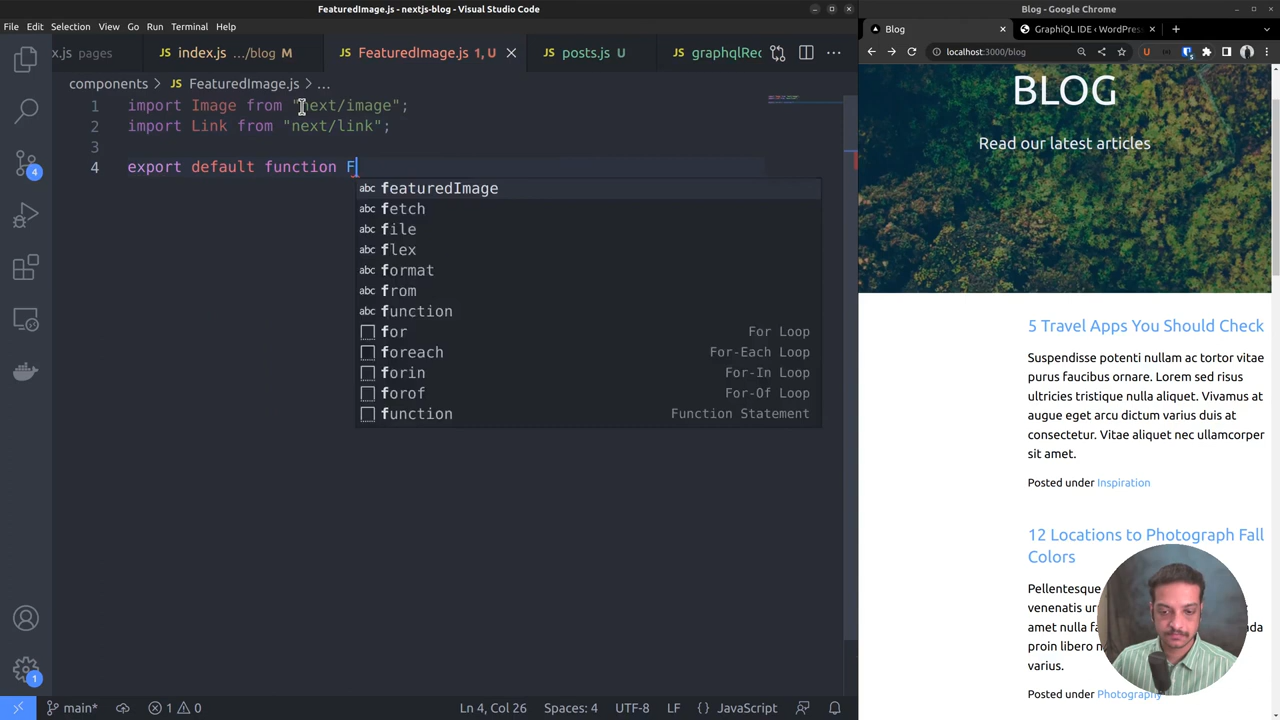 FeaturedImage.js - nextjs-blog - Visual Studio Code
File Edit Selection View Go Run Terminal Help
x.js pages
JS index.js .../blog M
JS FeaturedImage.js 1, U
JS posts.js U
JS graphqlRec
components > JS FeaturedImage.js > ...
1 import Image from "next/image";
2 import Link from "next/link";
3
4 export default function F
abc featuredImage
abc fetch
abc file
abc flex
abc format
abc from
abc function
for For Loop
foreach For-Each Loop
forin For-In Loop
forof For-Of Loop
function Function Statement
4
1
main*
1 0
Ln 4, Col 26
Spaces: 4
UTF-8
LF
{} JavaScript
Blog - Google Chrome
Blog
GraphiQL IDE ‹ WordPres
localhost:3000/blog
BLOG
Read our latest articles
5 Travel Apps You Should Check
Suspendisse potenti nullam ac tortor vitae
purus faucibus ornare. Lorem sed risus
ultricies tristique nulla aliquet. Vivamus at
augue eget arcu dictum varius duis at
consectetur. Vitae aliquet nec ullamcorper
sit amet.
Posted under Inspiration
12 Locations to Photograph Fall
Colors
Pellentesque
venenatis
amet nulla
proin libero
varius.
Posted under Photography